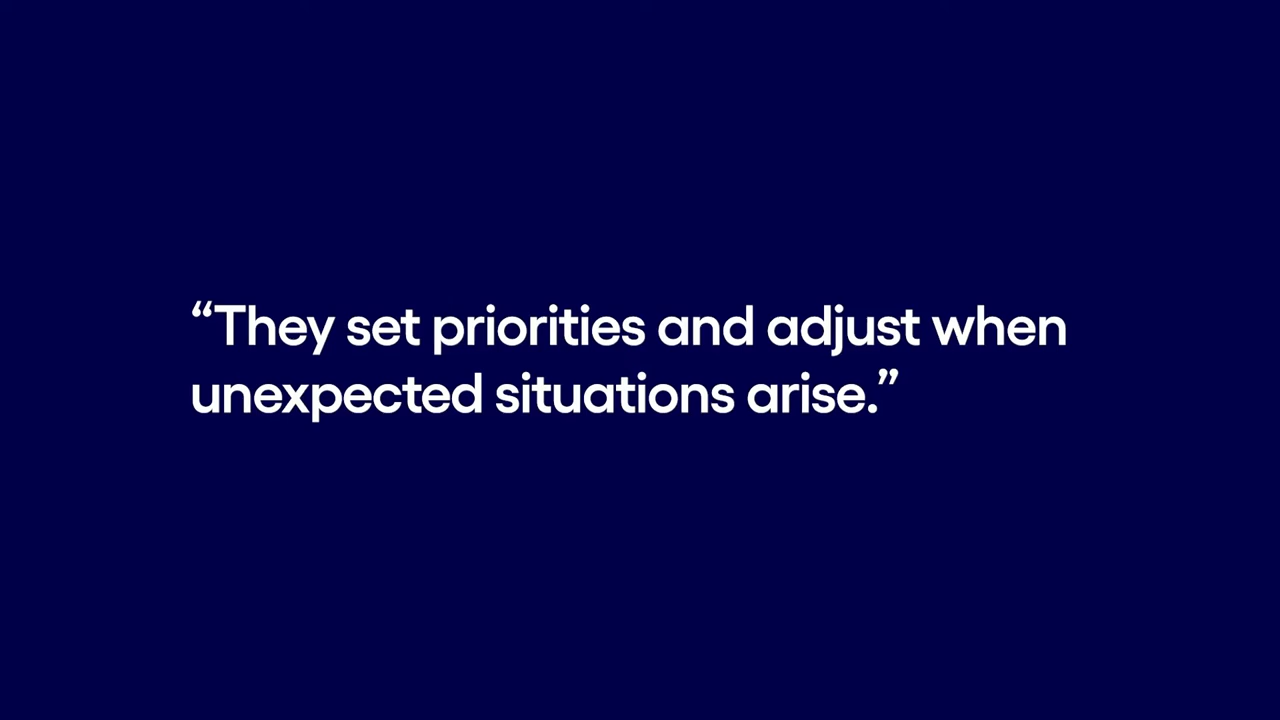 “They set priorities and adjust when
unexpected situations arise.”